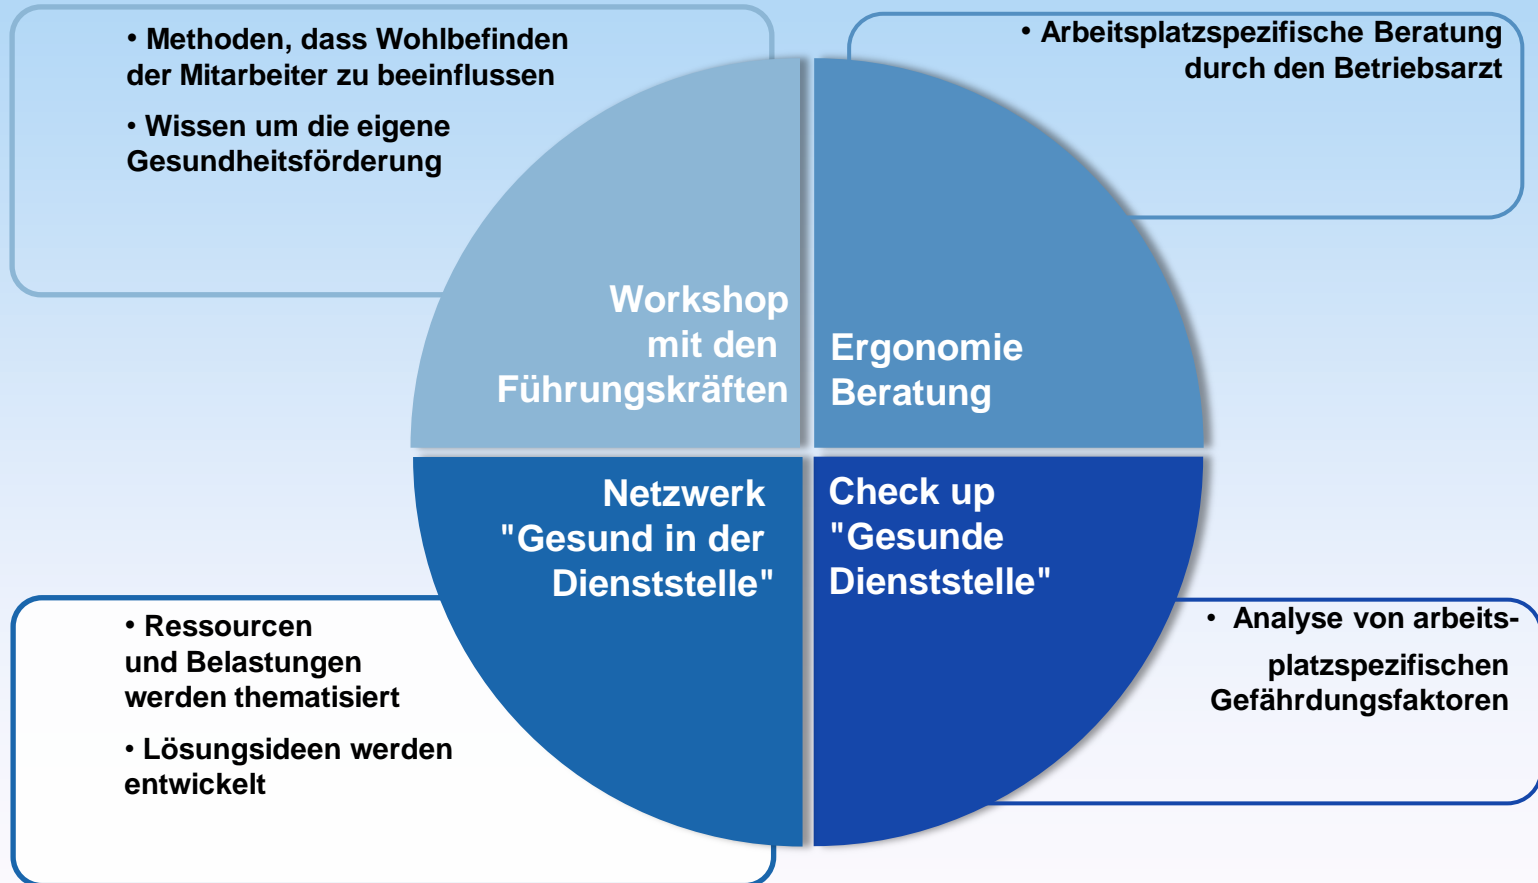 • Methoden, dass Wohlbefinden
der Mitarbeiter zu beeinflussen
• Wissen um die eigene
Gesundheitsförderung
• Arbeitsplatzspezifische Beratung
durch den Betriebsarzt
Workshop
mit den
Führungskräften
Ergonomie
Beratung
Netzwerk
"Gesund in der
Dienststelle"
Check up
"Gesunde
Dienststelle"
• Ressourcen
und Belastungen
werden thematisiert
• Lösungsideen werden
entwickelt
• Analyse von arbeits-
platzspezifischen
Gefährdungsfaktoren